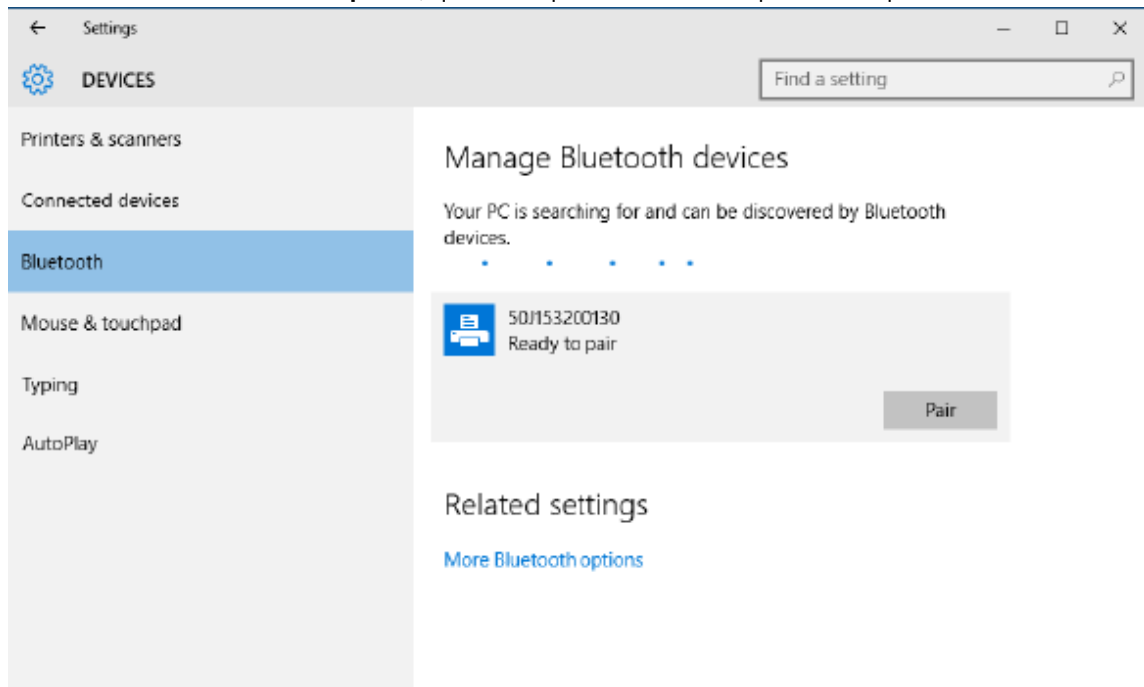 Settings
DEVICES
Find a setting
Printers & scanners
Connected devices
Bluetooth
Mouse & touchpad
Typing
AutoPlay
Manage Bluetooth devices
Your PC is searching for and can be discovered by Bluetooth
devices.
50J153200130
Ready to pair
Pair
Related settings
More Bluetooth options